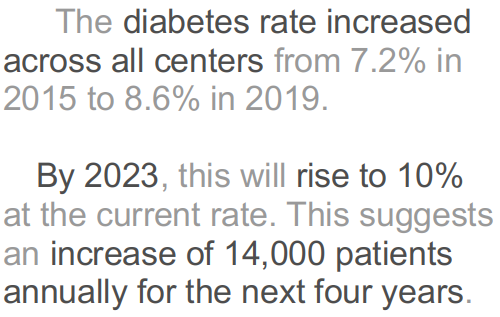 The diabetes rate increased
across all centers from 7.2% in
2015 to 8.6% in 2019.
By 2023, this will rise to 10%
at the current rate. This suggests
an increase of 14,000 patients
annually for the next four years.